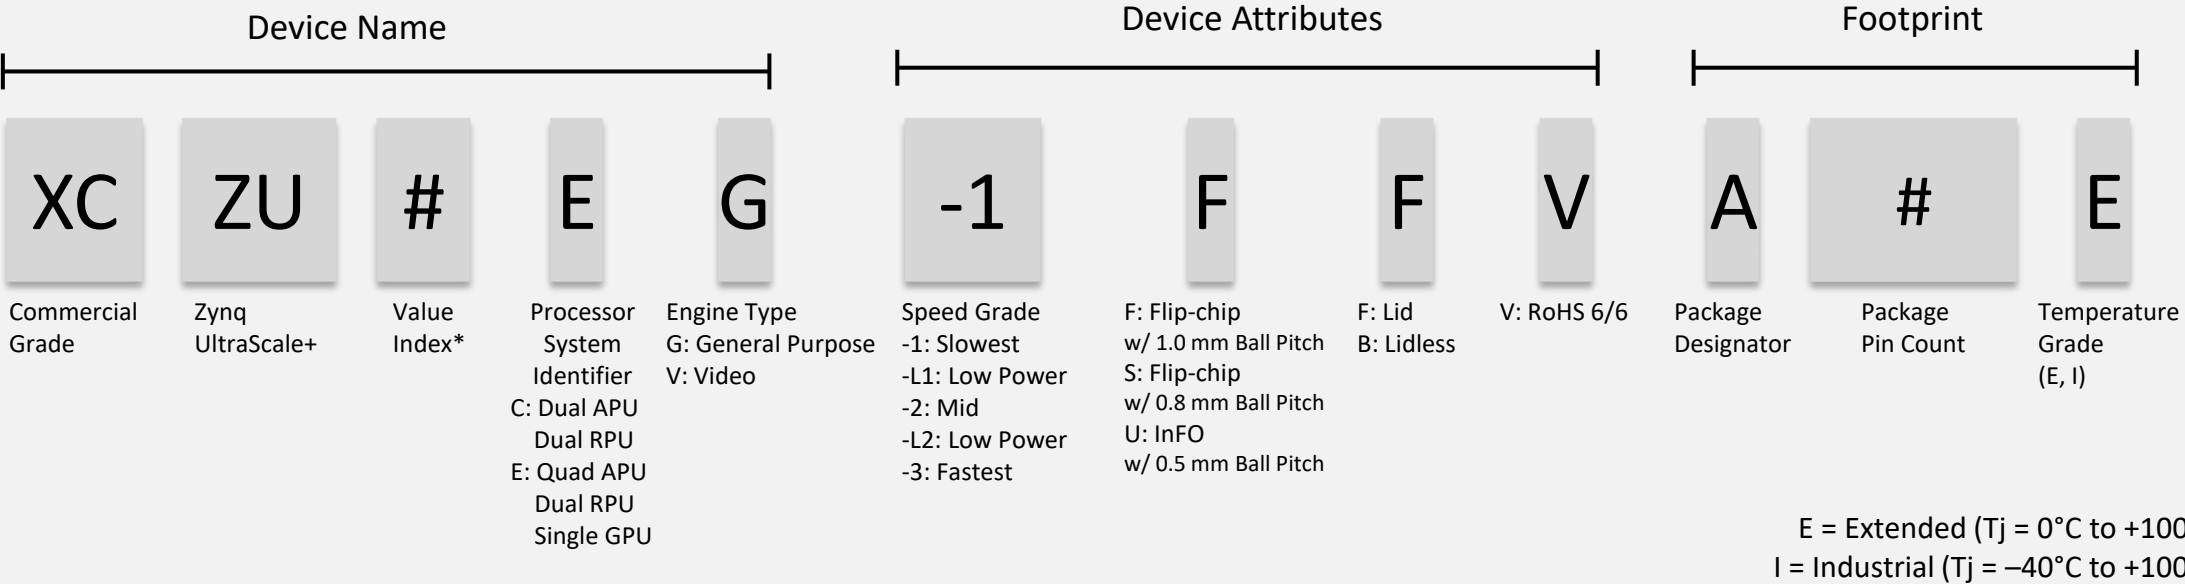 Device Name
Device Attributes
Footprint
XC
ZU
#
E
G
-1
F
F
V
A
#
E
Commercial
Grade
Zynq
UltraScale+
Value
Index*
Processor
System
Identifier
C: Dual APU
Dual RPU
E: Quad APU
Dual RPU
Single GPU
Engine Type
G: General Purpose
V: Video
Speed Grade
-1: Slowest
-L1: Low Power
-2: Mid
-L2: Low Power
-3: Fastest
F: Flip-chip
w/ 1.0 mm Ball Pitch
S: Flip-chip
w/ 0.8 mm Ball Pitch
U: InFO
w/ 0.5 mm Ball Pitch
F: Lid
B: Lidless
V: RoHS 6/6
Package
Designator
Package
Pin Count
Temperature
Grade
(E, I)
E = Extended (Tj = 0°C to +100
I = Industrial (Tj = –40°C to +100